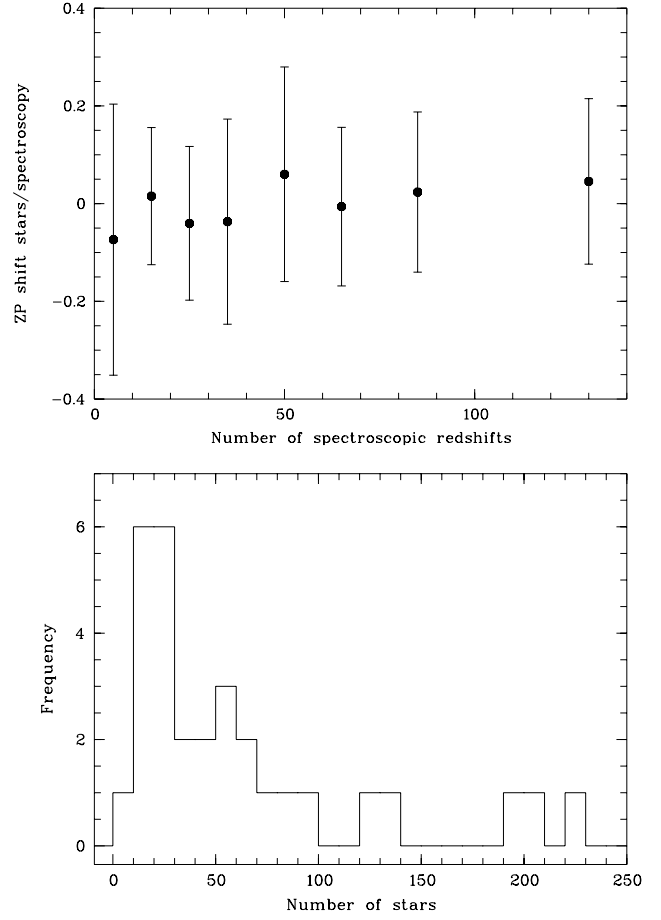 0.4
0.2
0
−0.2
−0.4
ZP shift stars/spectroscopy
0 50 100
Number of spectroscopic redshifts
6
4
2
0
Frequency
0 50 100 150 200 250
Number of stars